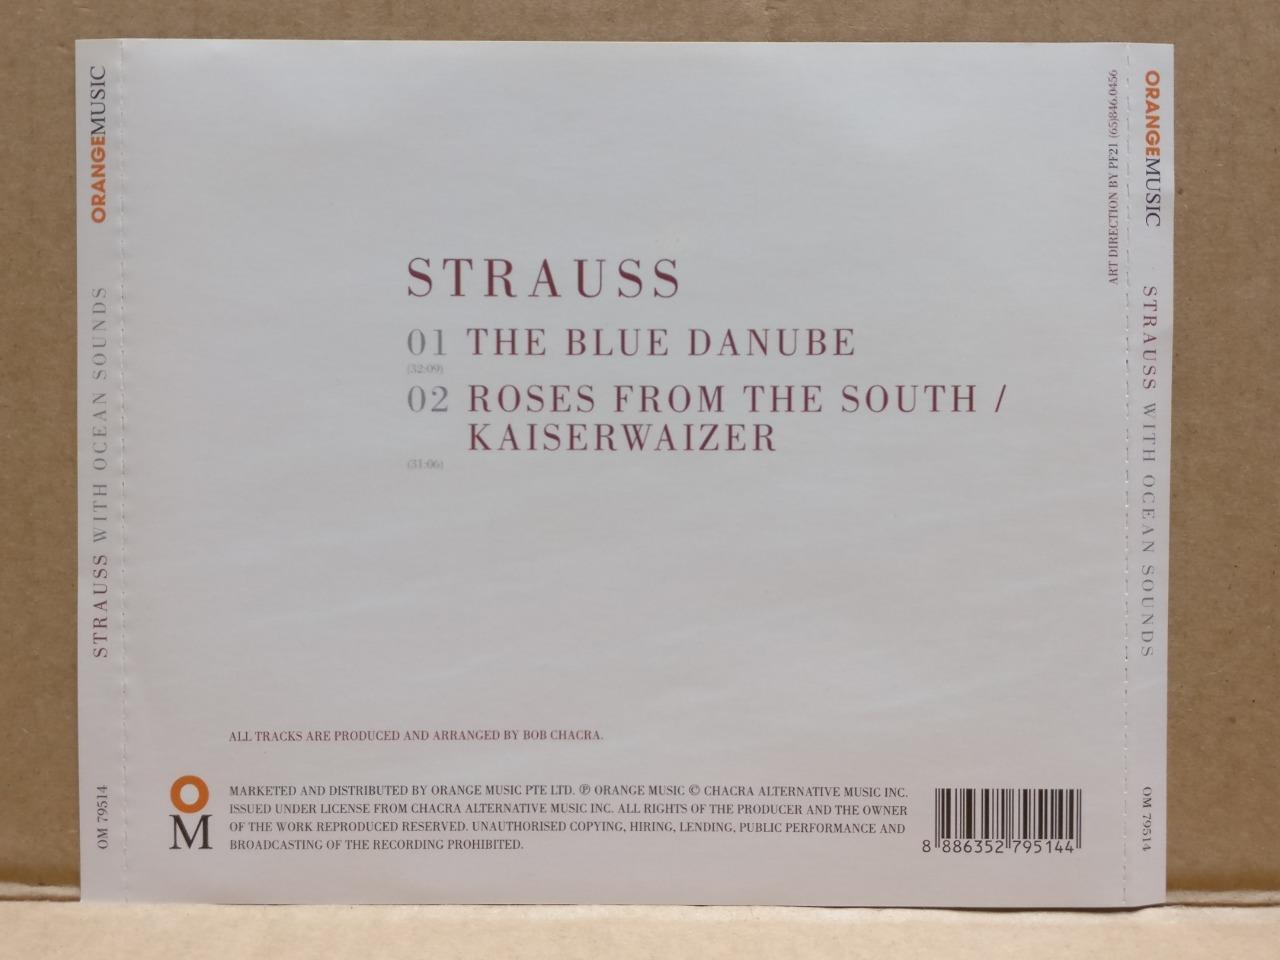 ORANGEMUSIC
STRAUSS WITH OCEAN SOUNDS
OM 79514
STRAUSS
01 THE BLUE DANUBE
(32:09)
02 ROSES FROM THE SOUTH /
KAISERWAIZER
(31:06)
ALL TRACKS ARE PRODUCED AND ARRANGED BY BOB CHACRA.
OM
MARKETED AND DISTRIBUTED BY ORANGE MUSIC PTE LTD. ℗ ORANGE MUSIC © CHACRA ALTERNATIVE MUSIC INC.
ISSUED UNDER LICENSE FROM CHACRA ALTERNATIVE MUSIC INC. ALL RIGHTS OF THE PRODUCER AND THE OWNER
OF THE WORK REPRODUCED RESERVED. UNAUTHORISED COPYING, HIRING, LENDING, PUBLIC PERFORMANCE AND
BROADCASTING OF THE RECORDING PROHIBITED.
8 886352 795144
ART DIRECTION BY PF21 (65)846.0456
ORANGEMUSIC
STRAUSS WITH OCEAN SOUNDS
OM 79514